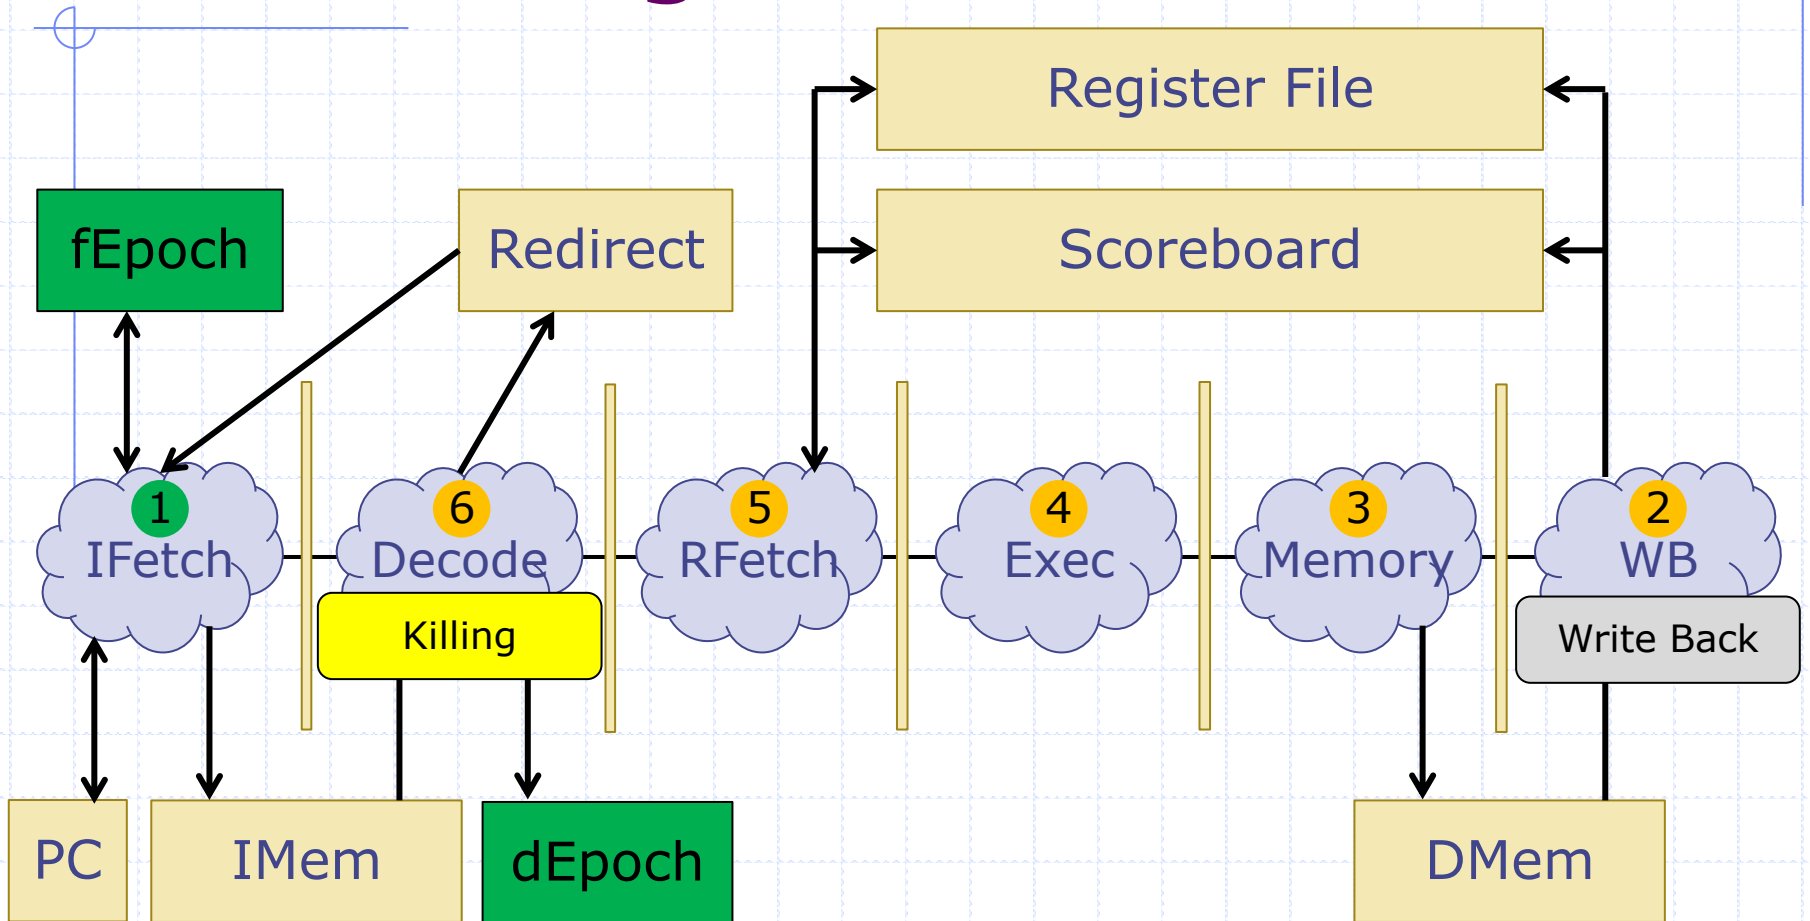 Register File
fEpoch
Redirect
Scoreboard
1
6
5
4
3
2
IFetch
Decode
RFetch
Exec
Memory
WB
Killing
Write Back
PC
IMem
dEpoch
DMem